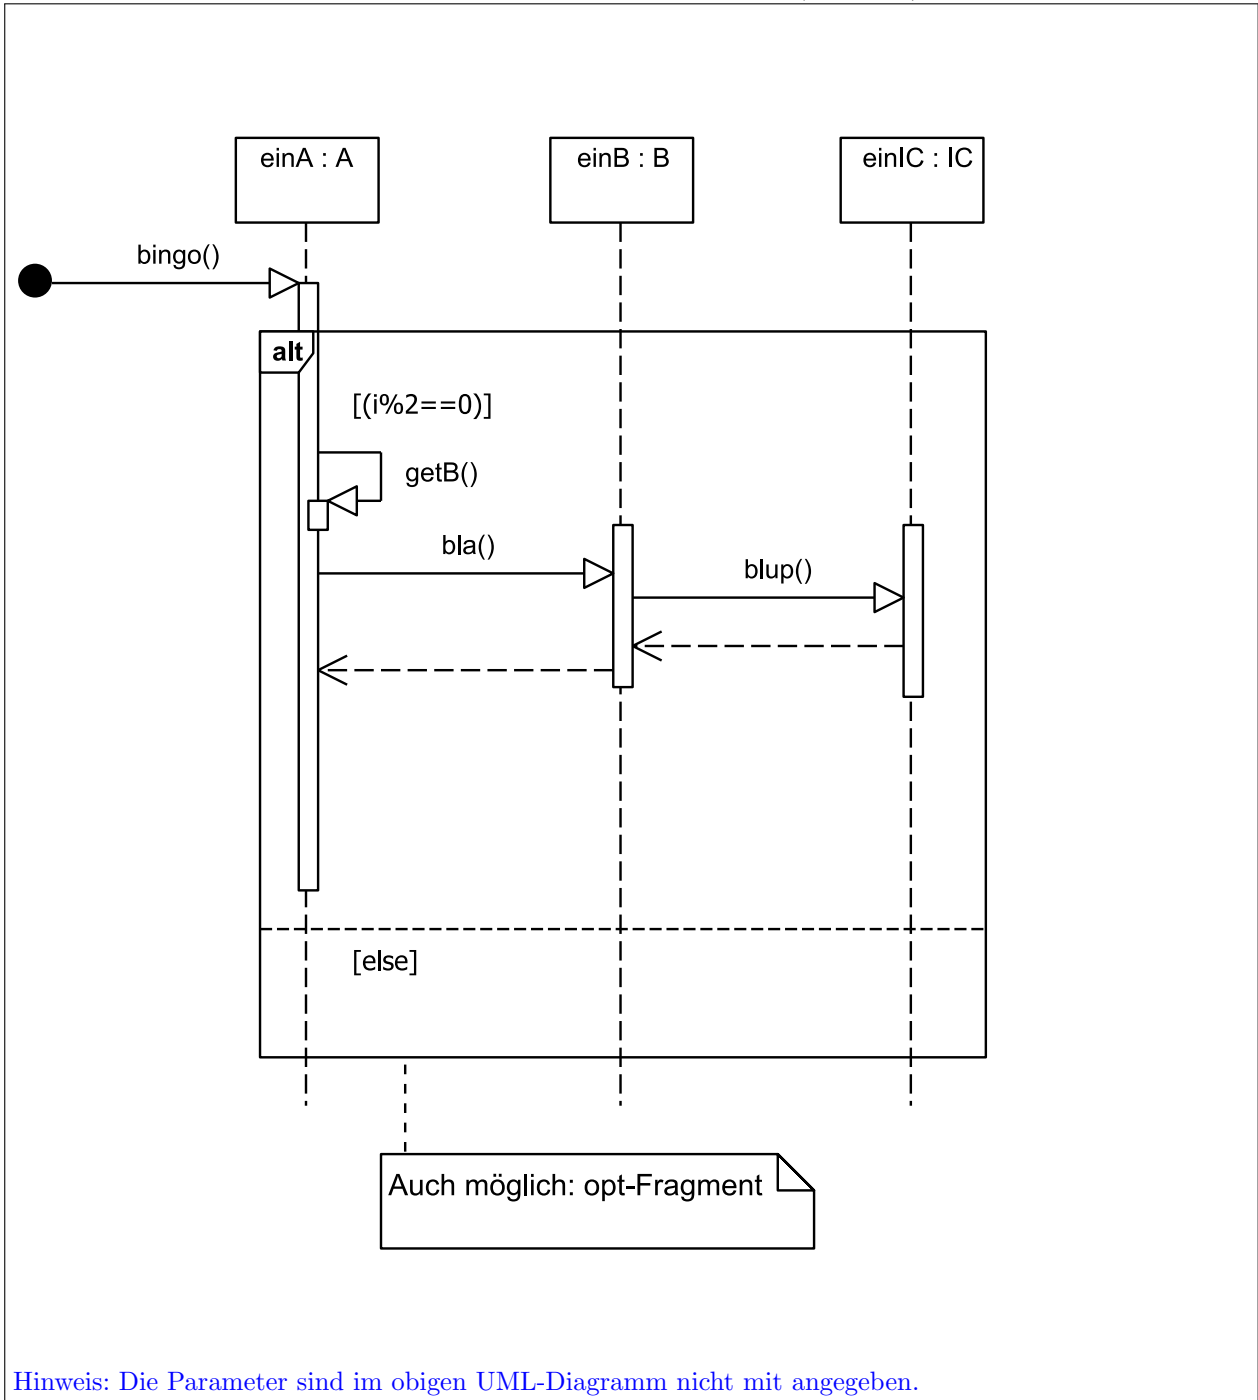 einA : A
einB : B
einIC : IC
bingo()
alt
[(i%2==0)]
getB()
bla()
blup()
[else]
Auch möglich: opt-Fragment
Hinweis: Die Parameter sind im obigen UML-Diagramm nicht mit angegeben.